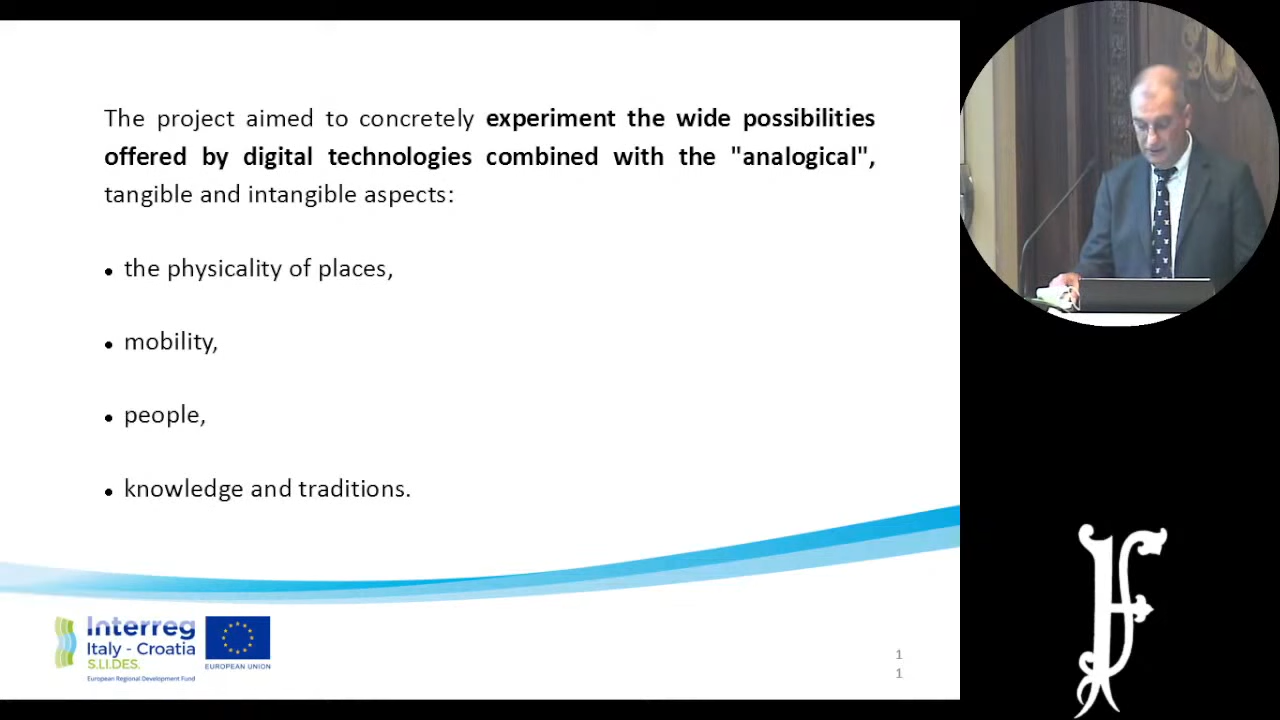 The project aimed to concretely experiment the wide possibilities
offered by digital technologies combined with the "analogical",
tangible and intangible aspects:
• the physicality of places,
• mobility,
• people,
• knowledge and traditions.
Interreg
Italy - Croatia
S.LI.DES.
European Regional Development Fund
EUROPEAN UNION
1
1